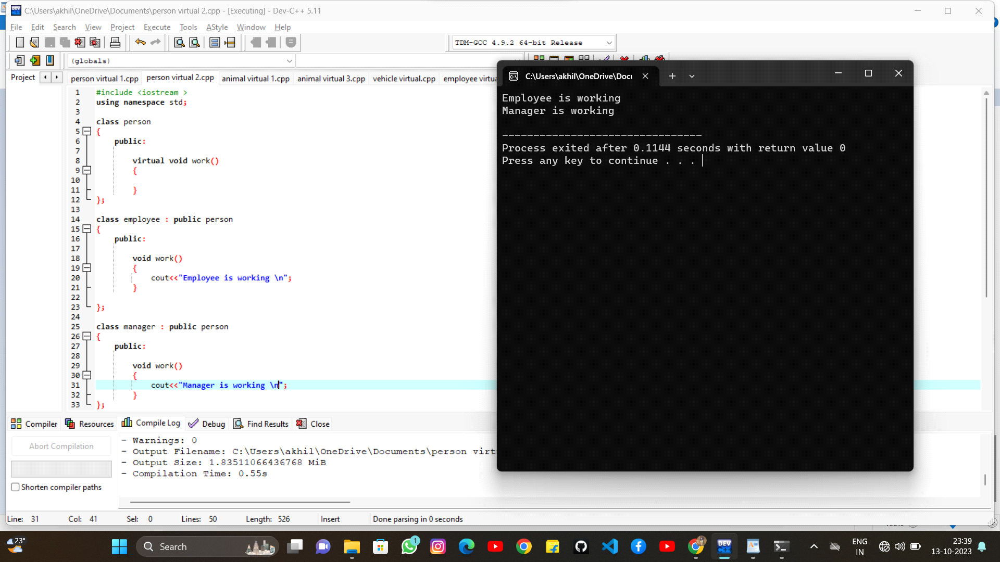 C:\Users\akhil\OneDrive\Documents\person virtual 2.cpp - [Executing] - Dev-C++ 5.11
File Edit Search View Project Execute Tools AStyle Window Help
TDM-GCC 4.9.2 64-bit Release
(globals)
Project
person virtual 1.cpp person virtual 2.cpp animal virtual 1.cpp animal virtual 3.cpp vehicle virtual.cpp employee virtua
1 #include <iostream >
2 using namespace std;
3
4 class person
5 {
6 public:
7
8 virtual void work()
9 {
10
11 }
12 };
13
14 class employee : public person
15 {
16 public:
17
18 void work()
19 {
20 cout<<"Employee is working \n";
21 }
22
23 };
24
25 class manager : public person
26 {
27 public:
28
29 void work()
30 {
31 cout<<"Manager is working \n";
32 }
33 };
C:\Users\akhil\OneDrive\Docu
Employee is working
Manager is working
--------------------------------
Process exited after 0.1144 seconds with return value 0
Press any key to continue . . .
Compiler Resources Compile Log Debug Find Results Close
Abort Compilation
Shorten compiler paths
- Warnings: 0
- Output Filename: C:\Users\akhil\OneDrive\Documents\person virt
- Output Size: 1.83511066436768 MiB
- Compilation Time: 0.55s
Line: 31 Col: 41 Sel: 0 Lines: 50 Length: 526 Insert Done parsing in 0 seconds
23°
Search
1
DEV C++
ENG
IN
23:39
13-10-2023